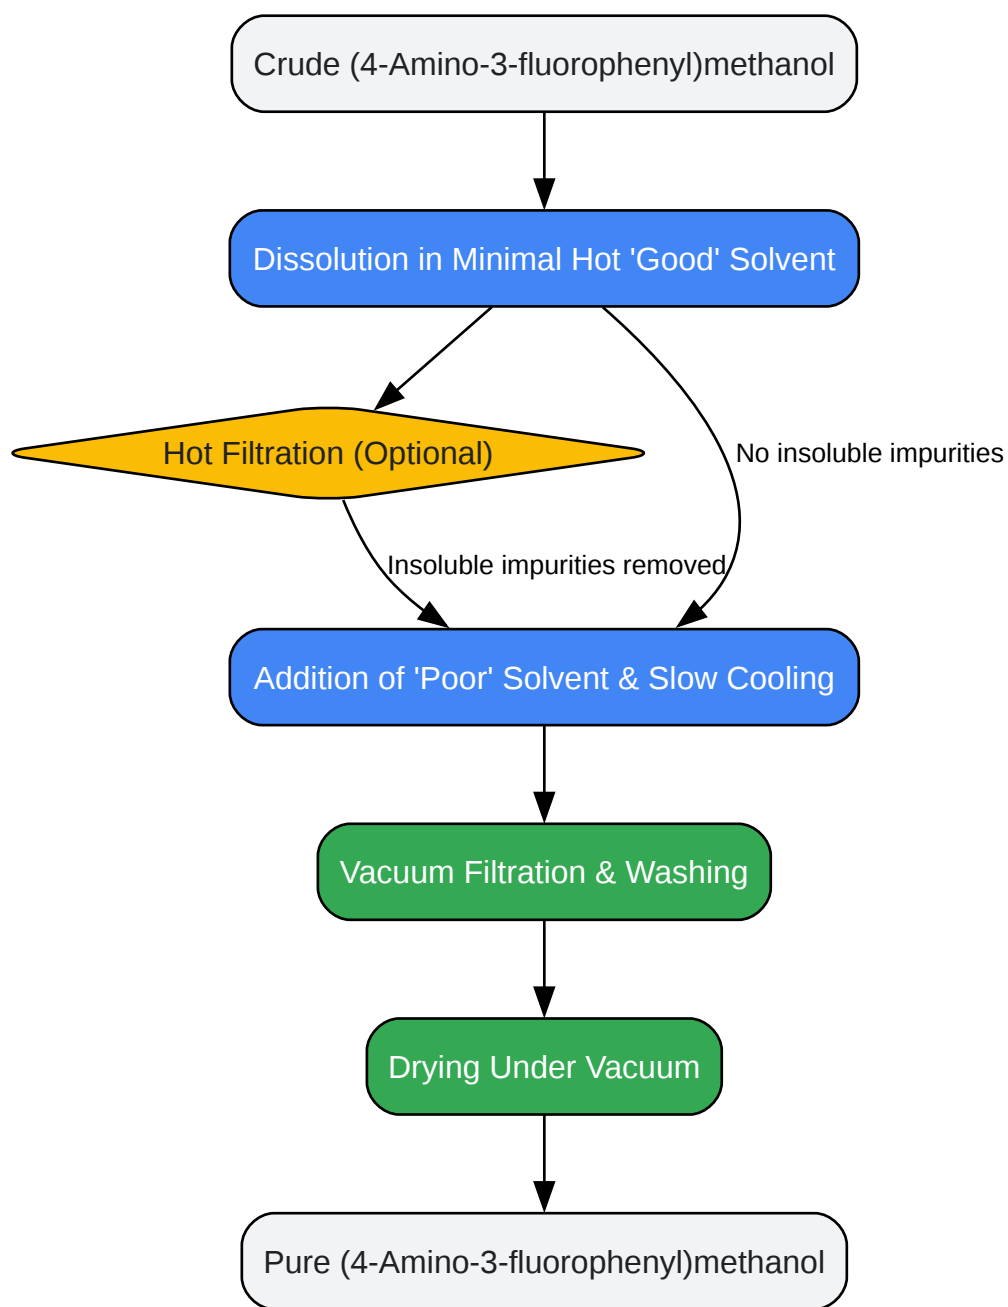 Crude (4-Amino-3-fluorophenyl)methanol
Dissolution in Minimal Hot 'Good' Solvent
Hot Filtration (Optional)
No insoluble impurities
Insoluble impurities removed
Addition of 'Poor' Solvent & Slow Cooling
Vacuum Filtration & Washing
Drying Under Vacuum
Pure (4-Amino-3-fluorophenyl)methanol